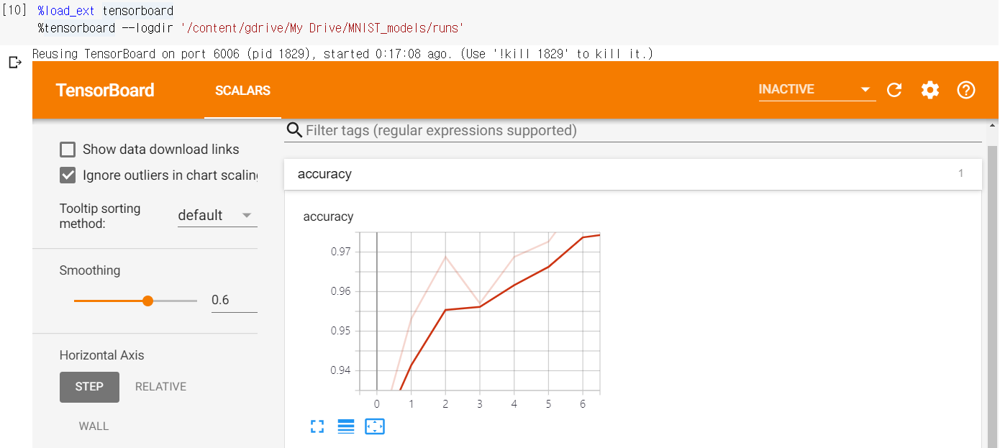 [10] %load_ext tensorboard
%tensorboard --logdir '/content/gdrive/My Drive/MNIST_models/runs'
Reusing TensorBoard on port 6006 (pid 1829), started 0:17:08 ago. (Use '!kill 1829' to kill it.)
TensorBoard SCALARS INACTIVE
Filter tags (regular expressions supported)
Show data download links
Ignore outliers in chart scaling
Tooltip sorting
method:
default
Smoothing
0.6
Horizontal Axis
STEP RELATIVE
WALL
accuracy 1
accuracy
0.97
0.96
0.95
0.94
0 1 2 3 4 5 6